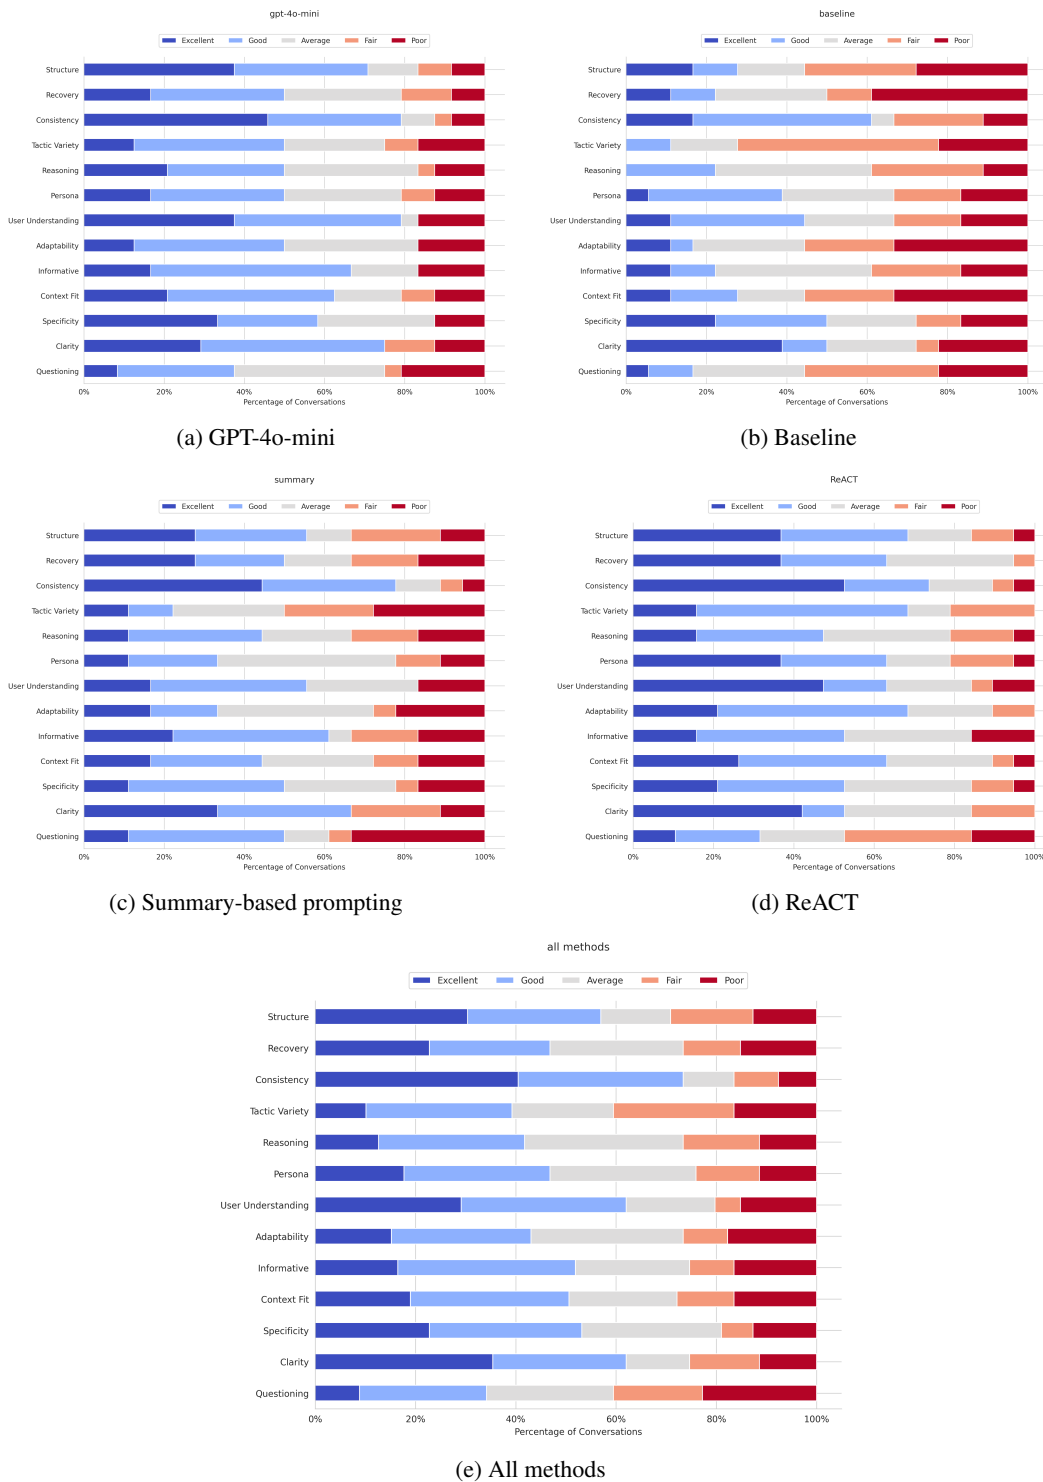 gpt-4o-mini
Excellent Good Average Fair Poor
Structure
Recovery
Consistency
Tactic Variety
Reasoning
Persona
User Understanding
Adaptability
Informative
Context Fit
Specificity
Clarity
Questioning
0% 20% 40% 60% 80% 100%
Percentage of Conversations
(a) GPT-4o-mini
baseline
Excellent Good Average Fair Poor
Structure
Recovery
Consistency
Tactic Variety
Reasoning
Persona
User Understanding
Adaptability
Informative
Context Fit
Specificity
Clarity
Questioning
0% 20% 40% 60% 80% 100%
Percentage of Conversations
(b) Baseline
summary
Excellent Good Average Fair Poor
Structure
Recovery
Consistency
Tactic Variety
Reasoning
Persona
User Understanding
Adaptability
Informative
Context Fit
Specificity
Clarity
Questioning
0% 20% 40% 60% 80% 100%
Percentage of Conversations
(c) Summary-based prompting
ReACT
Excellent Good Average Fair Poor
Structure
Recovery
Consistency
Tactic Variety
Reasoning
Persona
User Understanding
Adaptability
Informative
Context Fit
Specificity
Clarity
Questioning
0% 20% 40% 60% 80% 100%
Percentage of Conversations
(d) ReACT
all methods
Excellent Good Average Fair Poor
Structure
Recovery
Consistency
Tactic Variety
Reasoning
Persona
User Understanding
Adaptability
Informative
Context Fit
Specificity
Clarity
Questioning
0% 20% 40% 60% 80% 100%
Percentage of Conversations
(e) All methods